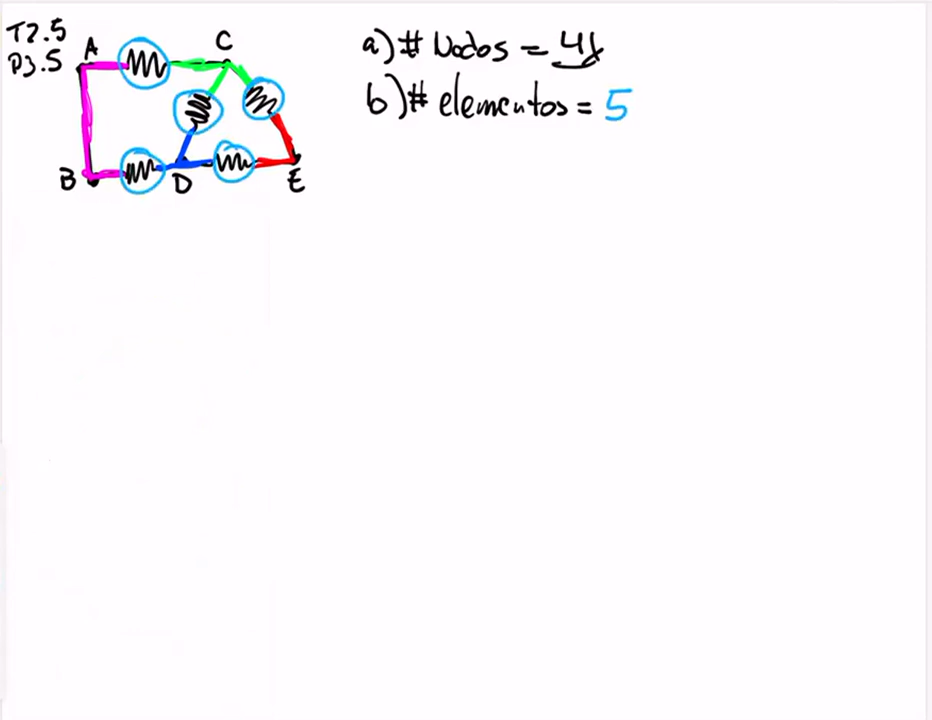 T2.5
P3.5
A
C
B
D
E
a) # Nodos = 4
b) # elementos = 5